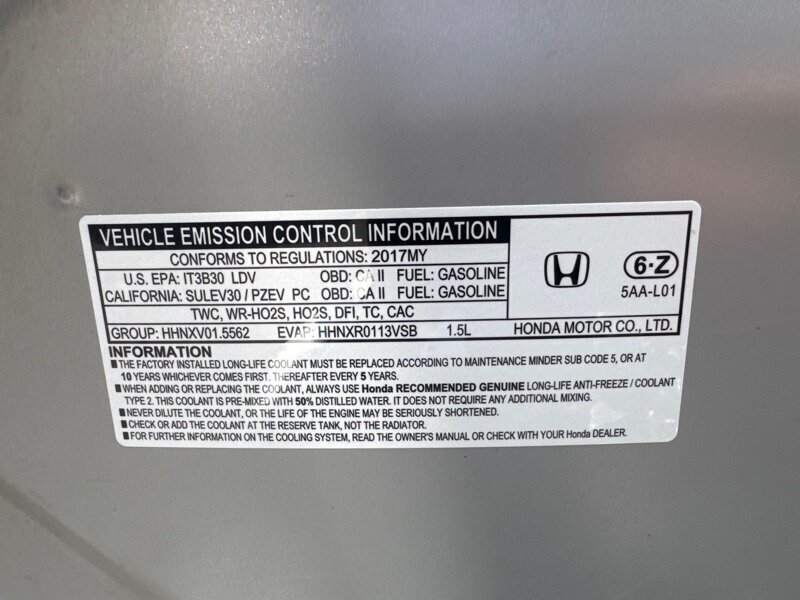 VEHICLE EMISSION CONTROL INFORMATION
CONFORMS TO REGULATIONS: 2017MY
U.S. EPA: IT3B30 LDV OBD: CA II FUEL: GASOLINE
CALIFORNIA: SULEV30 / PZEV PC OBD: CA II FUEL: GASOLINE
TWC, WR-HO2S, HO2S, DFI, TC, CAC
6-Z
5AA-L01
GROUP: HHNXV01.5562 EVAP: HHNXR0113VSB 1.5L HONDA MOTOR CO., LTD.
INFORMATION
■THE FACTORY INSTALLED LONG-LIFE COOLANT MUST BE REPLACED ACCORDING TO MAINTENANCE MINDER SUB CODE 5, OR AT
10 YEARS WHICHEVER COMES FIRST. THEREAFTER EVERY 5 YEARS.
■WHEN ADDING OR REPLACING THE COOLANT, ALWAYS USE Honda RECOMMENDED GENUINE LONG-LIFE ANTI-FREEZE / COOLANT
TYPE 2. THIS COOLANT IS PRE-MIXED WITH 50% DISTILLED WATER. IT DOES NOT REQUIRE ANY ADDITIONAL MIXING.
■NEVER DILUTE THE COOLANT, OR THE LIFE OF THE ENGINE MAY BE SERIOUSLY SHORTENED.
■CHECK OR ADD THE COOLANT AT THE RESERVE TANK, NOT THE RADIATOR.
■FOR FURTHER INFORMATION ON THE COOLING SYSTEM, READ THE OWNER'S MANUAL OR CHECK WITH YOUR Honda DEALER.